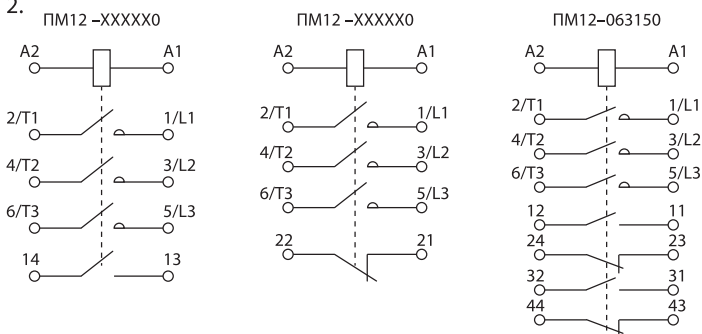 2.
ПМ12 –XXXXX0 ПМ12 –XXXXX0 ПМ12–063150
A2 A1 A2 A1 A2 A1
2/T1 1/L1 2/T1 1/L1 2/T1 1/L1
4/T2 3/L2 4/T2 3/L2 4/T2 3/L2
6/T3 5/L3 6/T3 5/L3 6/T3 5/L3
14 13 22 21 12 11
24 23
32 31
44 43